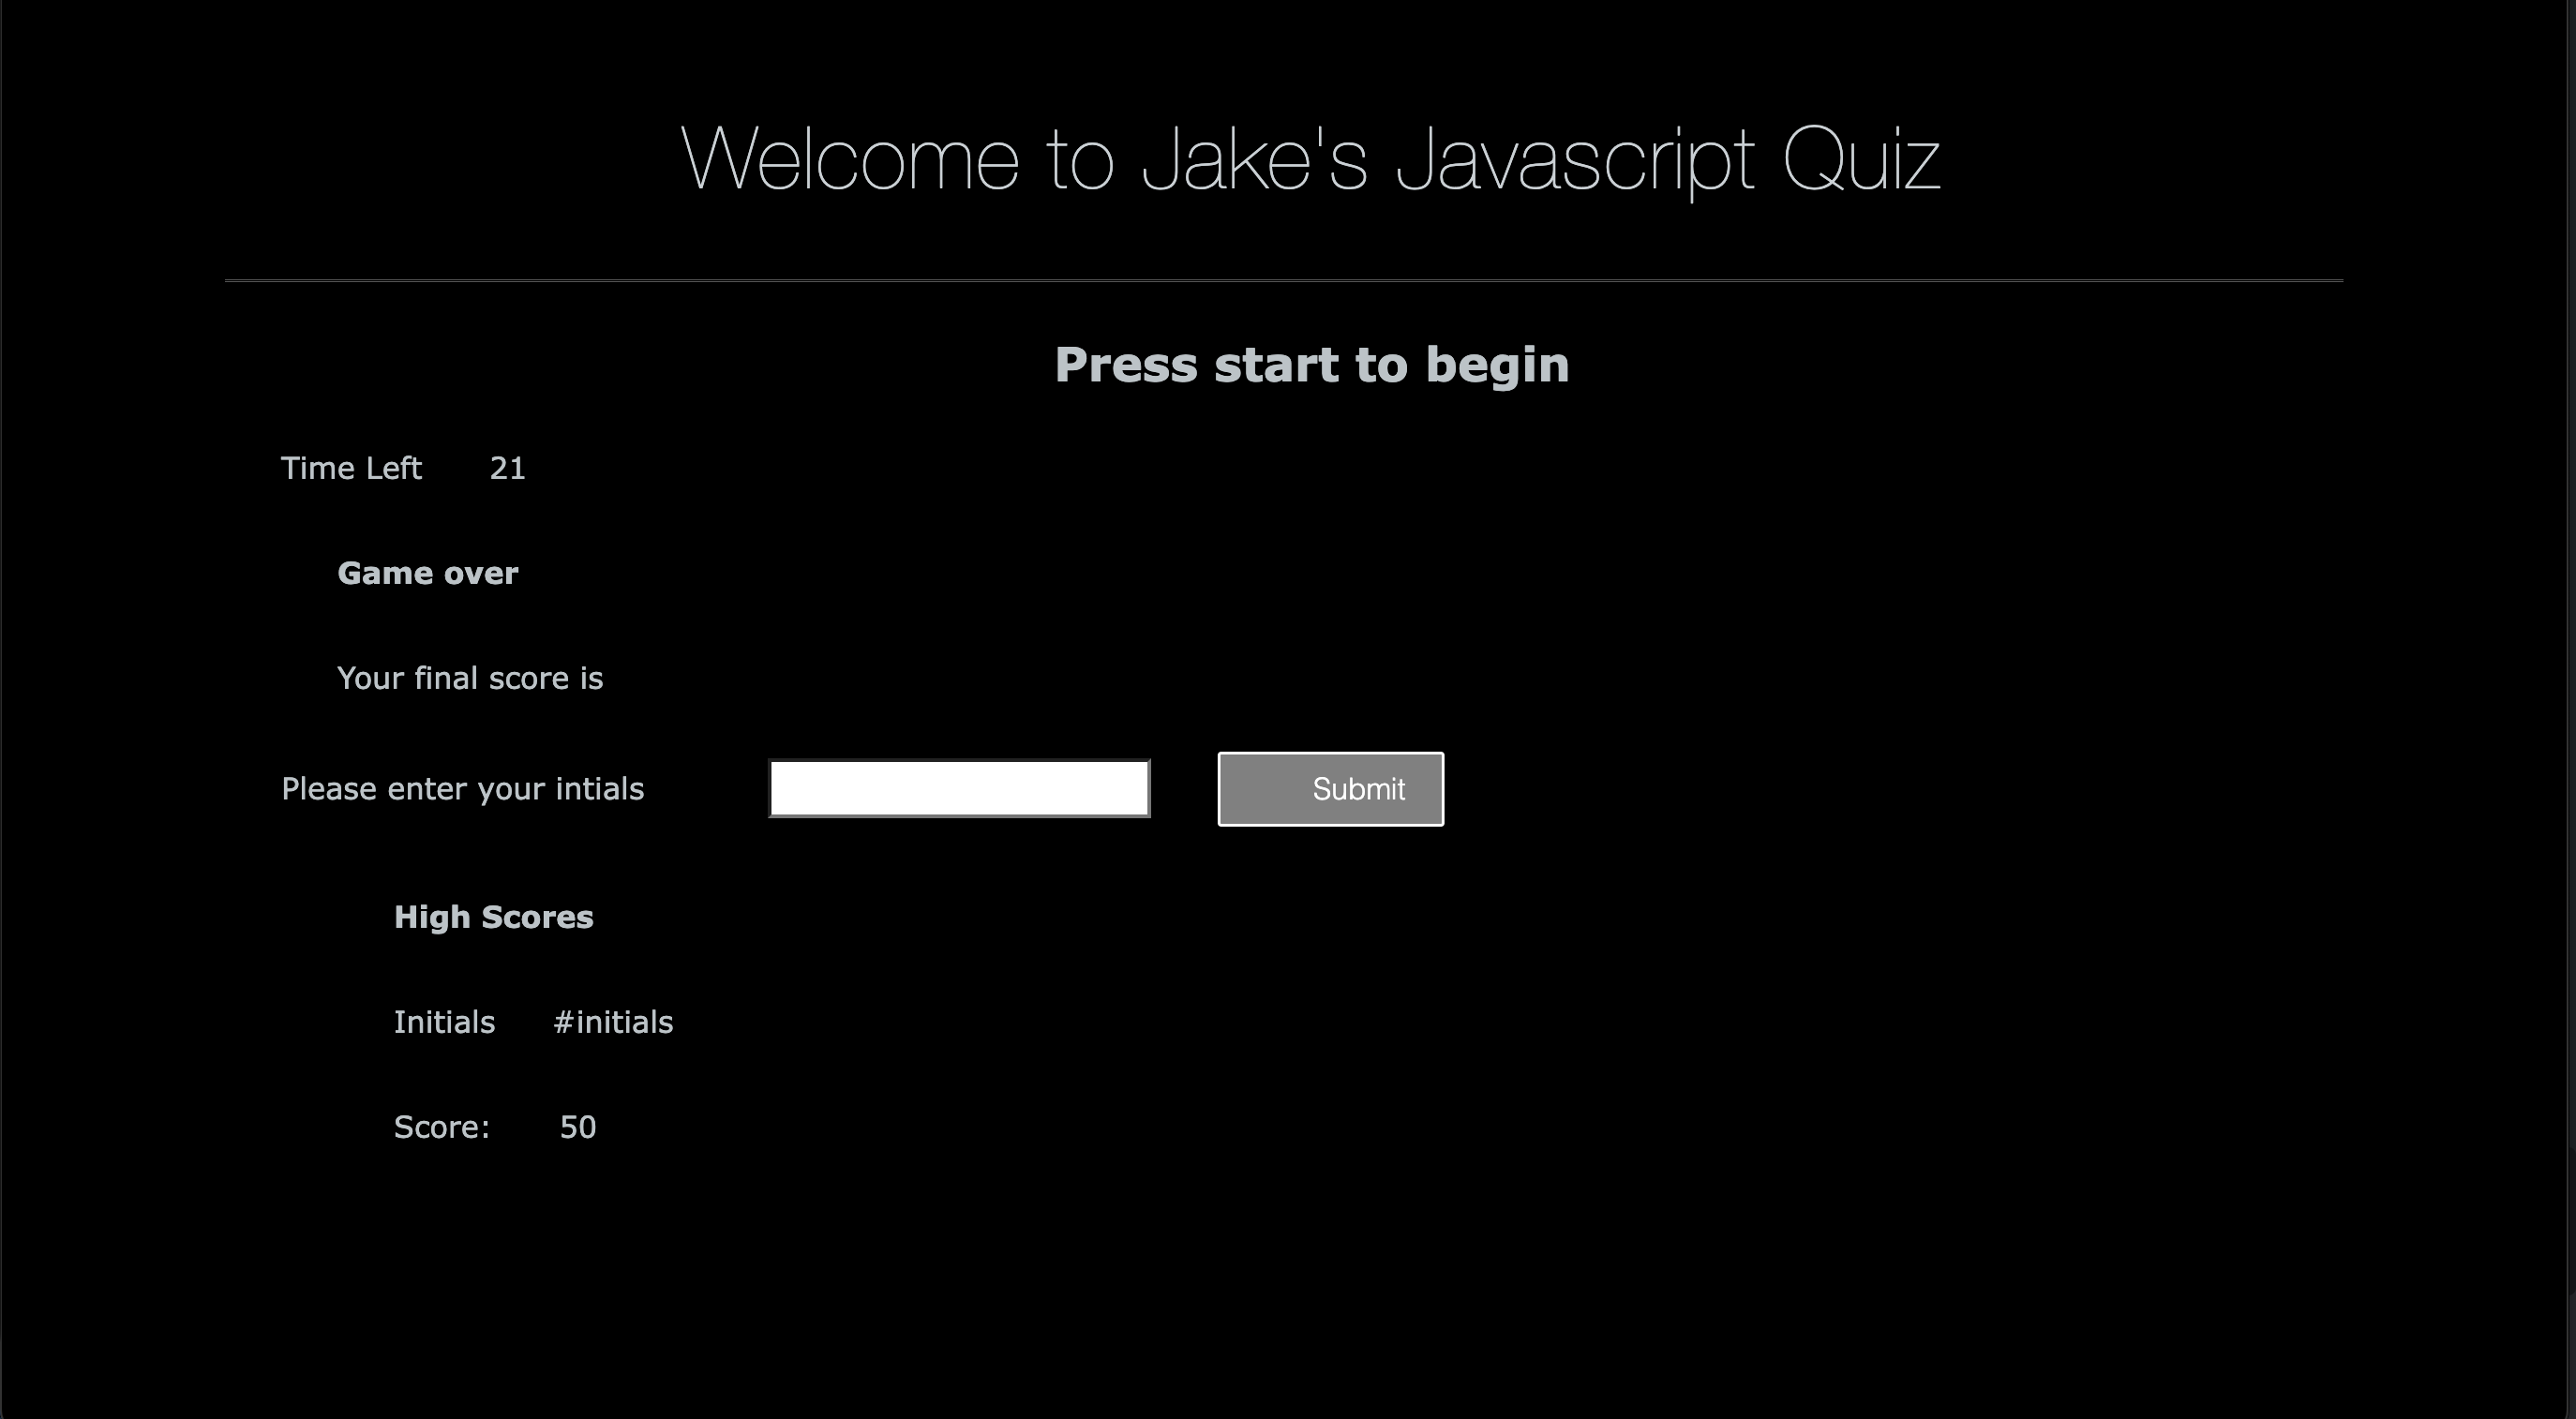 Welcome to Jake's Javascript Quiz
Press start to begin
Time Left 21
Game over
Your final score is
Please enter your intials Submit
High Scores
Initials #initials
Score: 50